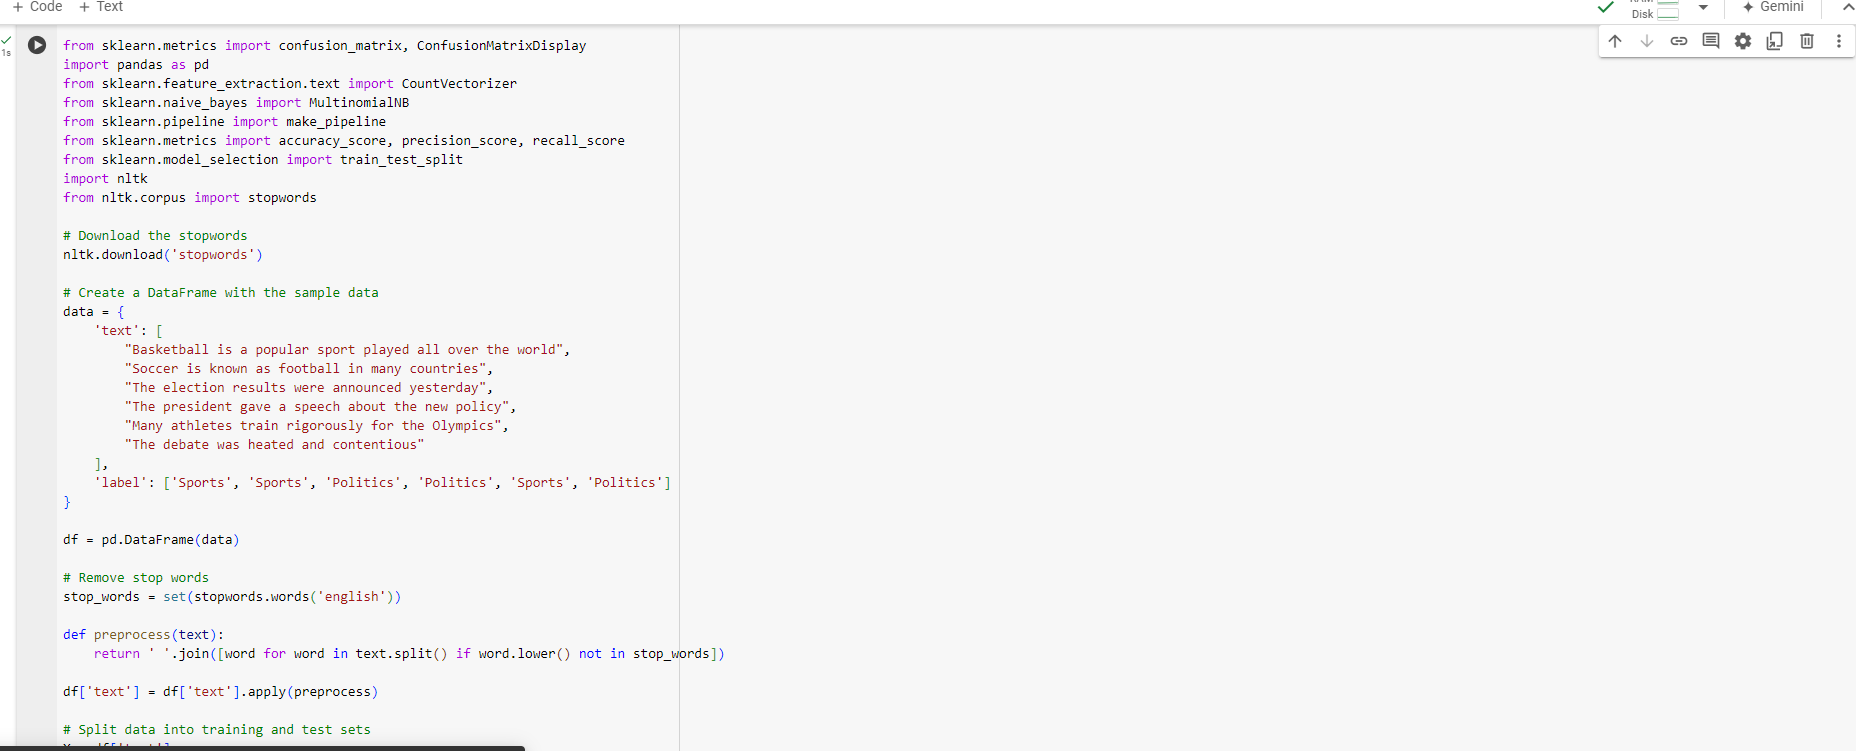 + Code + Text
Disk
Gemini
1s
from sklearn.metrics import confusion_matrix, ConfusionMatrixDisplay
import pandas as pd
from sklearn.feature_extraction.text import CountVectorizer
from sklearn.naive_bayes import MultinomialNB
from sklearn.pipeline import make_pipeline
from sklearn.metrics import accuracy_score, precision_score, recall_score
from sklearn.model_selection import train_test_split
import nltk
from nltk.corpus import stopwords

# Download the stopwords
nltk.download('stopwords')

# Create a DataFrame with the sample data
data = {
    'text': [
        "Basketball is a popular sport played all over the world",
        "Soccer is known as football in many countries",
        "The election results were announced yesterday",
        "The president gave a speech about the new policy",
        "Many athletes train rigorously for the Olympics",
        "The debate was heated and contentious"
    ],
    'label': ['Sports', 'Sports', 'Politics', 'Politics', 'Sports', 'Politics']
}

df = pd.DataFrame(data)

# Remove stop words
stop_words = set(stopwords.words('english'))

def preprocess(text):
    return ' '.join([word for word in text.split() if word.lower() not in stop_words])

df['text'] = df['text'].apply(preprocess)

# Split data into training and test sets